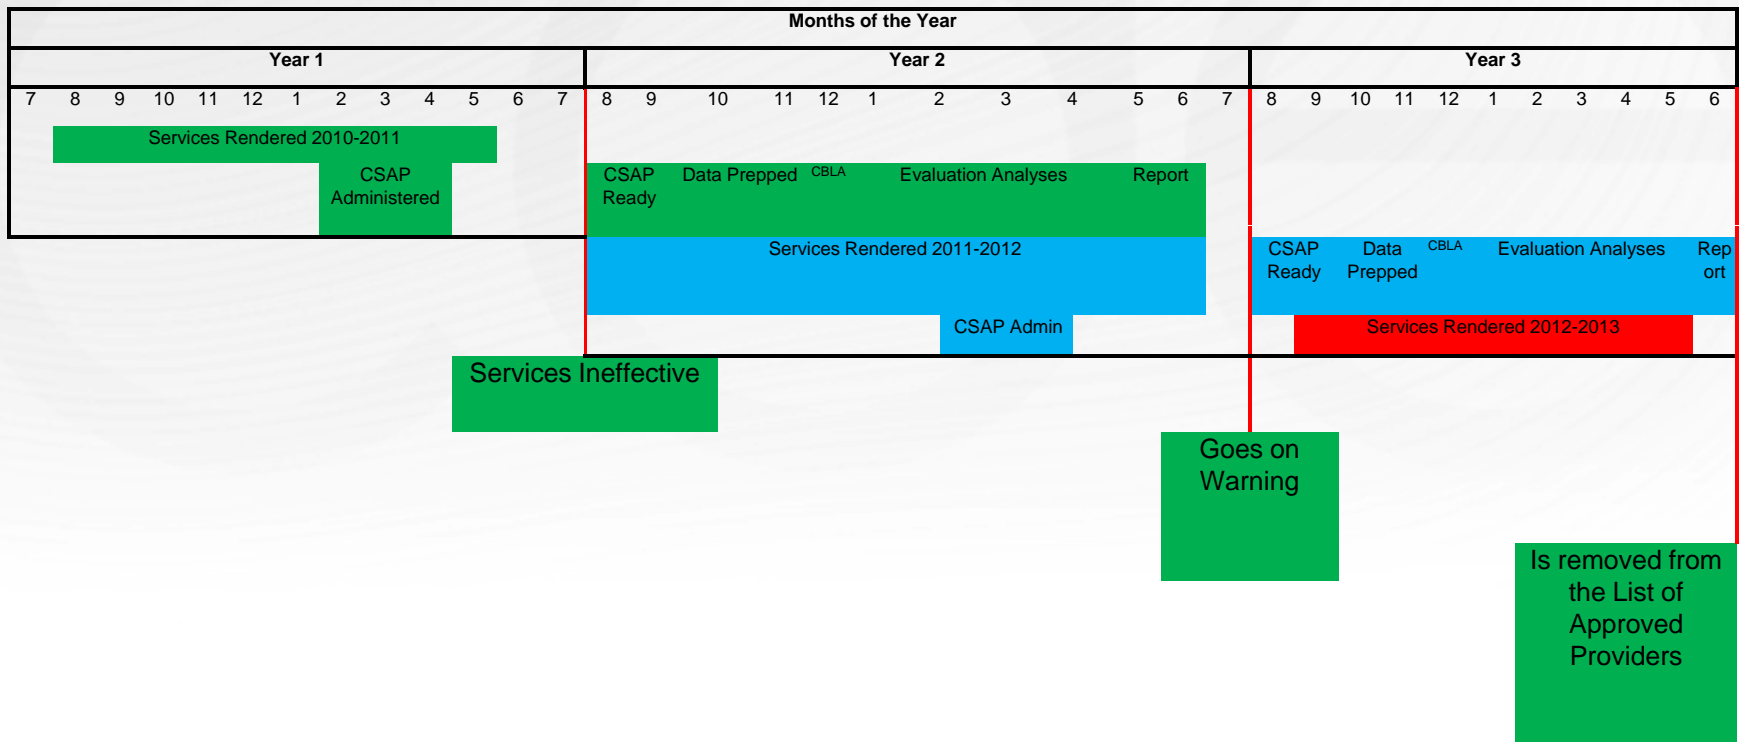 Months of the Year
Year 1 Year 2 Year 3
7 8 9 10 11 12 1 2 3 4 5 6 7 8 9 10 11 12 1 2 3 4 5 6 7 8 9 10 11 12 1 2 3 4 5 6
Services Rendered 2010-2011
CSAP
Administered
CSAP
Ready
Data Prepped
CBLA
Evaluation Analyses
Report
Services Rendered 2011-2012
CSAP
Ready
Data
Prepped
CBLA
Evaluation Analyses
Rep
ort
CSAP Admin
Services Rendered 2012-2013
Services Ineffective
Goes on
Warning
Is removed from
the List of
Approved
Providers